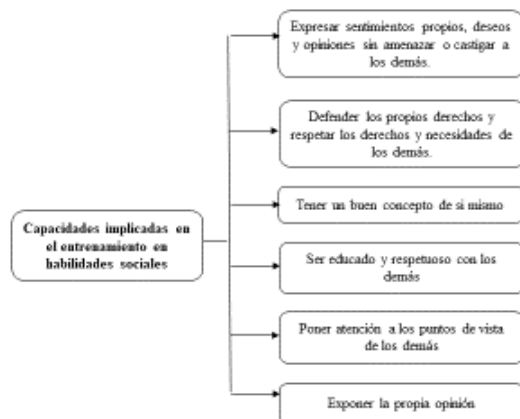 Expresar sentimientos propios, deseos
y opiniones sin amenazar o castigar a
los demás.
Defender los propios derechos y
respetar los derechos y necesidades de
los demás.
Tener un buen concepto de si mismo
Capacidades implicadas en
el entrenamiento en
habilidades sociales
Ser educado y respetuoso con los
demás
Poner atención a los puntos de vista
de los demás
Exponer la propia opinión